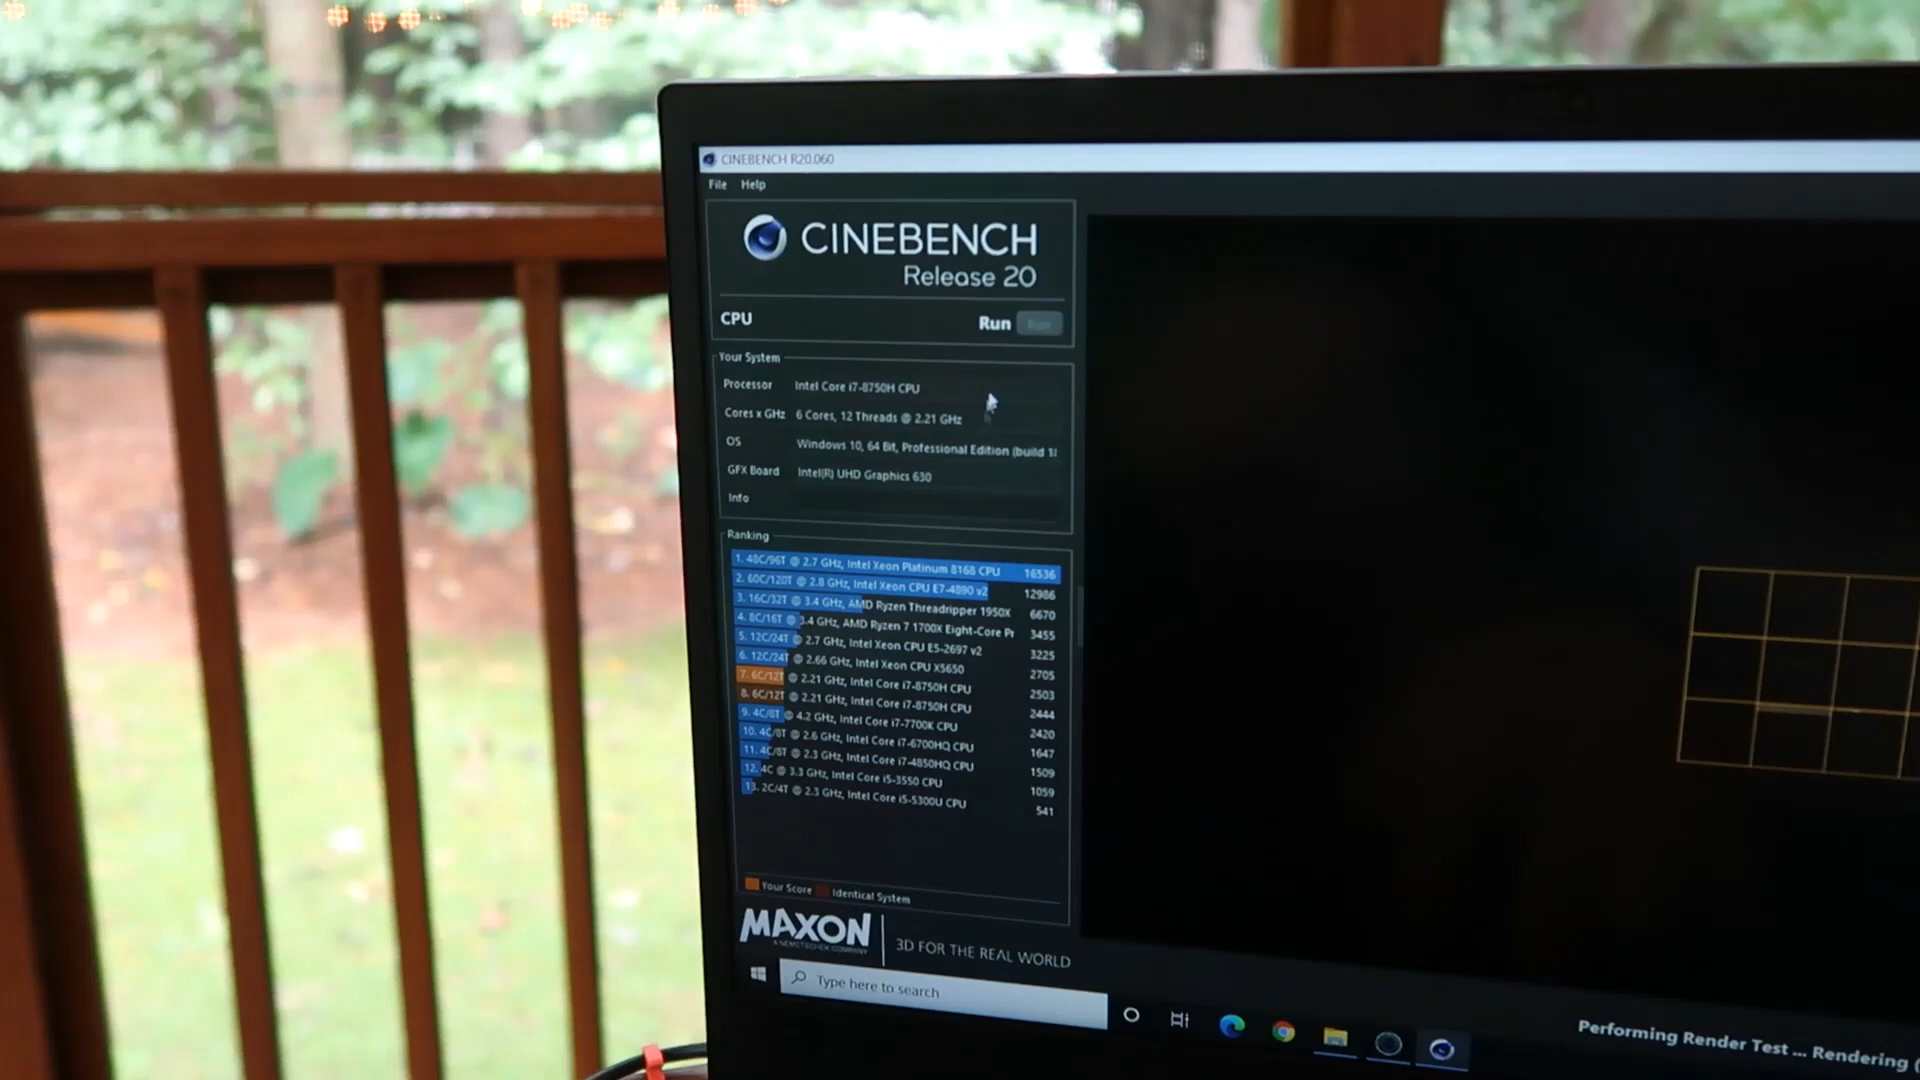 CINEBENCH R20.060
File Help
CINEBENCH
Release 20
CPU Run
Your System
Processor Intel Core i7-8750H CPU
Cores x GHz 6 Cores, 12 Threads @ 2.21 GHz
OS Windows 10, 64 Bit, Professional Edition (build 18
GFX Board Intel(R) UHD Graphics 630
Info
Ranking
1. 48C/96T @ 2.7 GHz, Intel Xeon Platinum 8168 CPU 16536
2. 60C/120T @ 2.8 GHz, Intel Xeon CPU E7-4890 v2 12986
3. 16C/32T @ 3.4 GHz, AMD Ryzen Threadripper 1950X 6670
4. 8C/16T @ 3.4 GHz, AMD Ryzen 7 1700X Eight-Core Pr 3455
5. 12C/24T @ 2.7 GHz, Intel Xeon CPU E5-2697 v2 3225
6. 12C/24T @ 2.66 GHz, Intel Xeon CPU X5650 2705
7. 6C/12T @ 2.21 GHz, Intel Core i7-8750H CPU 2503
8. 6C/12T @ 2.21 GHz, Intel Core i7-8750H CPU 2444
9. 4C/8T @ 4.2 GHz, Intel Core i7-7700K CPU 2420
10. 4C/8T @ 2.6 GHz, Intel Core i7-6700HQ CPU 1647
11. 4C/8T @ 2.3 GHz, Intel Core i7-4850HQ CPU 1509
12. 4C @ 3.3 GHz, Intel Core i5-3550 CPU 1059
13. 2C/4T @ 2.3 GHz, Intel Core i5-5300U CPU 541
Your Score Identical System
MAXON
A NEMETSCHEK COMPANY
3D FOR THE REAL WORLD
Type here to search
Performing Render Test ... Rendering (